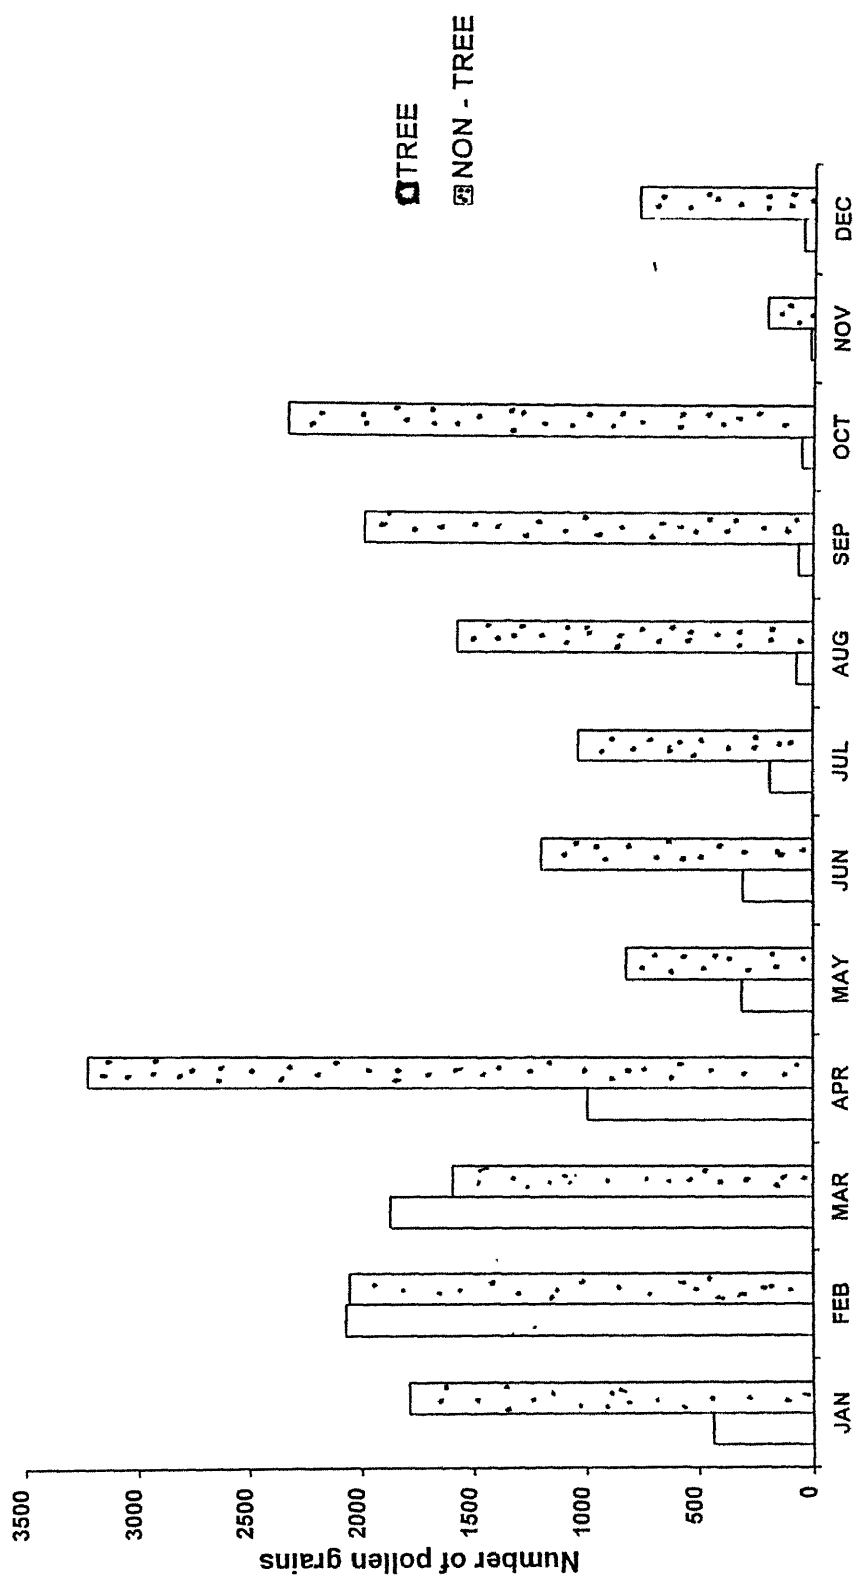 Number of pollen grains
3500
3000
2500
2000
1500
1000
500
0
JAN
FEB
MAR
APR
MAY
JUN
JUL
AUG
SEP
OCT
NOV
DEC
TREE
NON - TREE